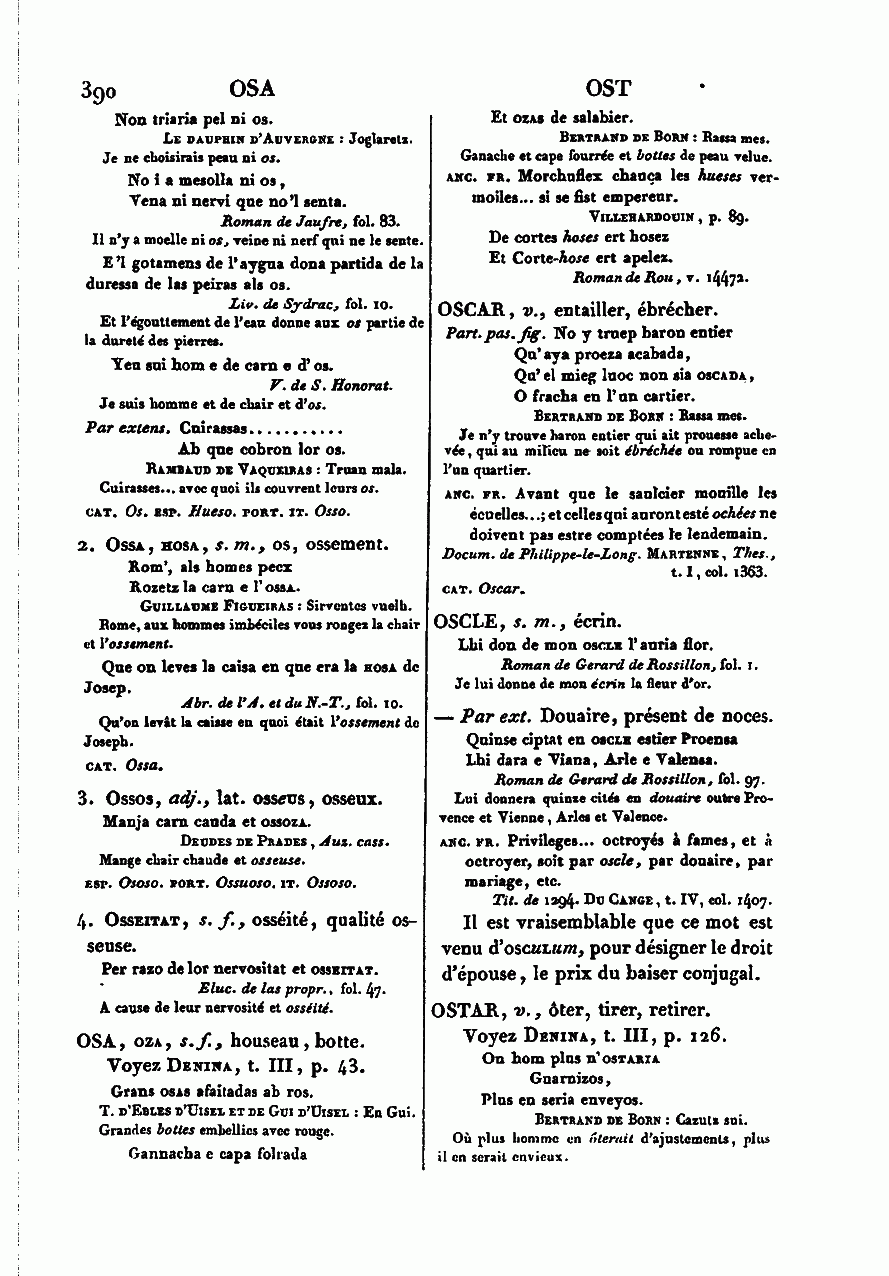 390 OSA OST
Non triaria pel ni os.
LE DAUPHIN D'AUVERGNE : Joglaretz.
Je ne choisirais peau ni os.
No i a mesolla ni os,
Vena ni nervi que no'l senta.
Roman de Jaufre, fol. 83.
Il n'y a moelle ni os, veine ni nerf qui ne le sente.
E'l gotamens de l'aygua dona partida de la
duressa de las peiras als os.
Liv. de Sydrac, fol. 10.
Et l'égouttement de l'eau donne aux os partie de
la dureté des pierres.
Yeu sui hom e de carn e d'os.
V. de S. Honorat.
Je suis homme et de chair et d'os.
Par extens. Cuirassas...........
Ab que cobron lor os.
RAMBAUD DE VAQUEIRAS : Truan mala.
Cuirasses... avec quoi ils couvrent leurs os.
CAT. Os. ESP. Hueso. PORT. IT. Osso.
2. OSSA, HOSA, s. m., os, ossement.
Rom', als homes pecx
Rozetz la carn e l'OSSA.
GUILLAUME FIGUEIRAS : Sirventes vuelh.
Rome, aux hommes imbéciles vous rongez la chair
et l'ossement.
Que on leves la caisa en que era la HOSA de
Josep.
Abr. de l'A. et du N.-T., fol. 10.
Qu'on levât la caisse en quoi était l'ossement de
Joseph.
CAT. Ossa.
3. OSSOS, adj., lat. osseus, osseux.
Manja carn cauda et OSSOZA.
DEUDES DE PRADES, Auz. cass.
Mange chair chaude et osseuse.
ESP. Ososo. PORT. Ossuoso. IT. Ossoso.
4. OSSEITAT, s. f., osséité, qualité os-
seuse.
Per razo de lor nervositat et OSSEITAT.
Eluc. de las propr., fol. 47.
A cause de leur nervosité et osséité.
OSA, OZA, s. f., houseau, botte.
Voyez DENINA, t. III, p. 43.
Grans OSAS afaitadas ab ros.
T. D'EBLES D'UISEL ET DE GUI D'UISEL : En Gui.
Grandes bottes embellies avec rouge.
Gannacha e capa folrada
Et OZAS de salabier.
BERTRAND DE BORN : Rassa mes.
Ganache et cape fourrée et bottes de peau velue.
ANC. FR. Morchuflex chança les hueses ver-
moiles... si se fist empereur.
VILLEHARDOUIN, p. 89.
De cortes hoses ert hosez
Et Corte-hose ert apelez.
Roman de Rou, v. 14472.
OSCAR, v., entailler, ébrécher.
Part. pas. fig. No y truep baron entier
Qu'aya proeza acabada,
Qu'el mieg luoc non sia OSCADA,
O fracha en l'un cartier.
BERTRAND DE BORN : Rassa mes.
Je n'y trouve baron entier qui ait prouesse ache-
vée, qui au milieu ne soit ébréchée ou rompue en
l'un quartier.
ANC. FR. Avant que le saulcier mouille les
écuelles...; et celles qui auront esté ochées ne
doivent pas estre comptées le lendemain.
Docum. de Philippe-le-Long. MARTENNE, Thes.,
t. I, col. 1363.
CAT. Oscar.
OSCLE, s. m., écrin.
Lhi don de mon OSCLE l'auria flor.
Roman de Gerard de Rossillon, fol. 1.
Je lui donne de mon écrin la fleur d'or.
— Par ext. Douaire, présent de noces.
Quinse ciptat en OSCLE estier Proensa
Lhi dara e Viana, Arle e Valensa.
Roman de Gerard de Rossillon, fol. 97.
Lui donnera quinze cités en douaire outre Pro-
vence et Vienne, Arles et Valence.
ANC. FR. Privileges... octroyés à fames, et à
octroyer, soit par oscle, par douaire, par
mariage, etc.
Tit. de 1294. DU CANGE, t. IV, col. 1407.
Il est vraisemblable que ce mot est
venu d'osculum, pour désigner le droit
d'épouse, le prix du baiser conjugal.
OSTAR, v., ôter, tirer, retirer.
Voyez DENINA, t. III, p. 126.
On hom plus n'OSTARIA
Guarnizos,
Plus en seria enveyos.
BERTRAND DE BORN : Cazutz sui.
Où plus homme en ôterait d'ajustements, plus
il en serait envieux.